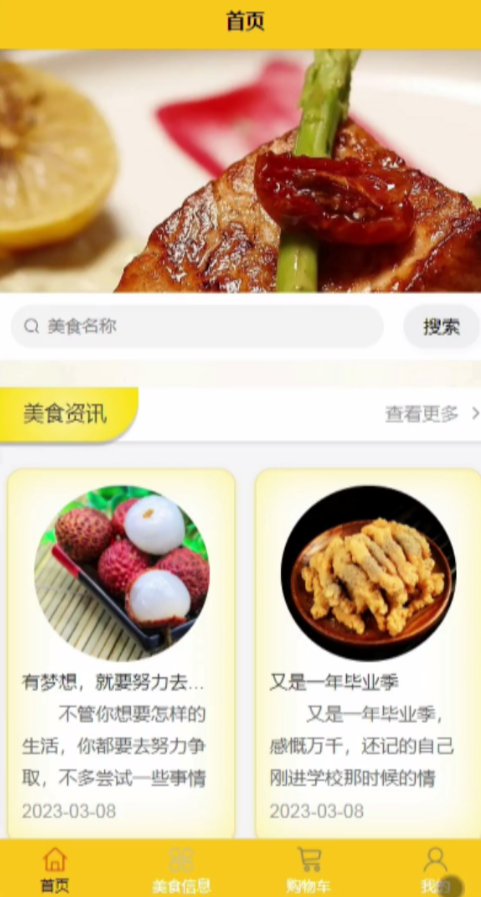 首页
美食名称
搜索
美食资讯
查看更多
有梦想，就要努力去...
不管你想要怎样的
生活，你都要去努力争
取，不多尝试一些事情
2023-03-08
又是一年毕业季
又是一年毕业季，
感慨万千，还记的自己
刚进学校那时候的情
2023-03-08
首页
美食信息
购物车
我的